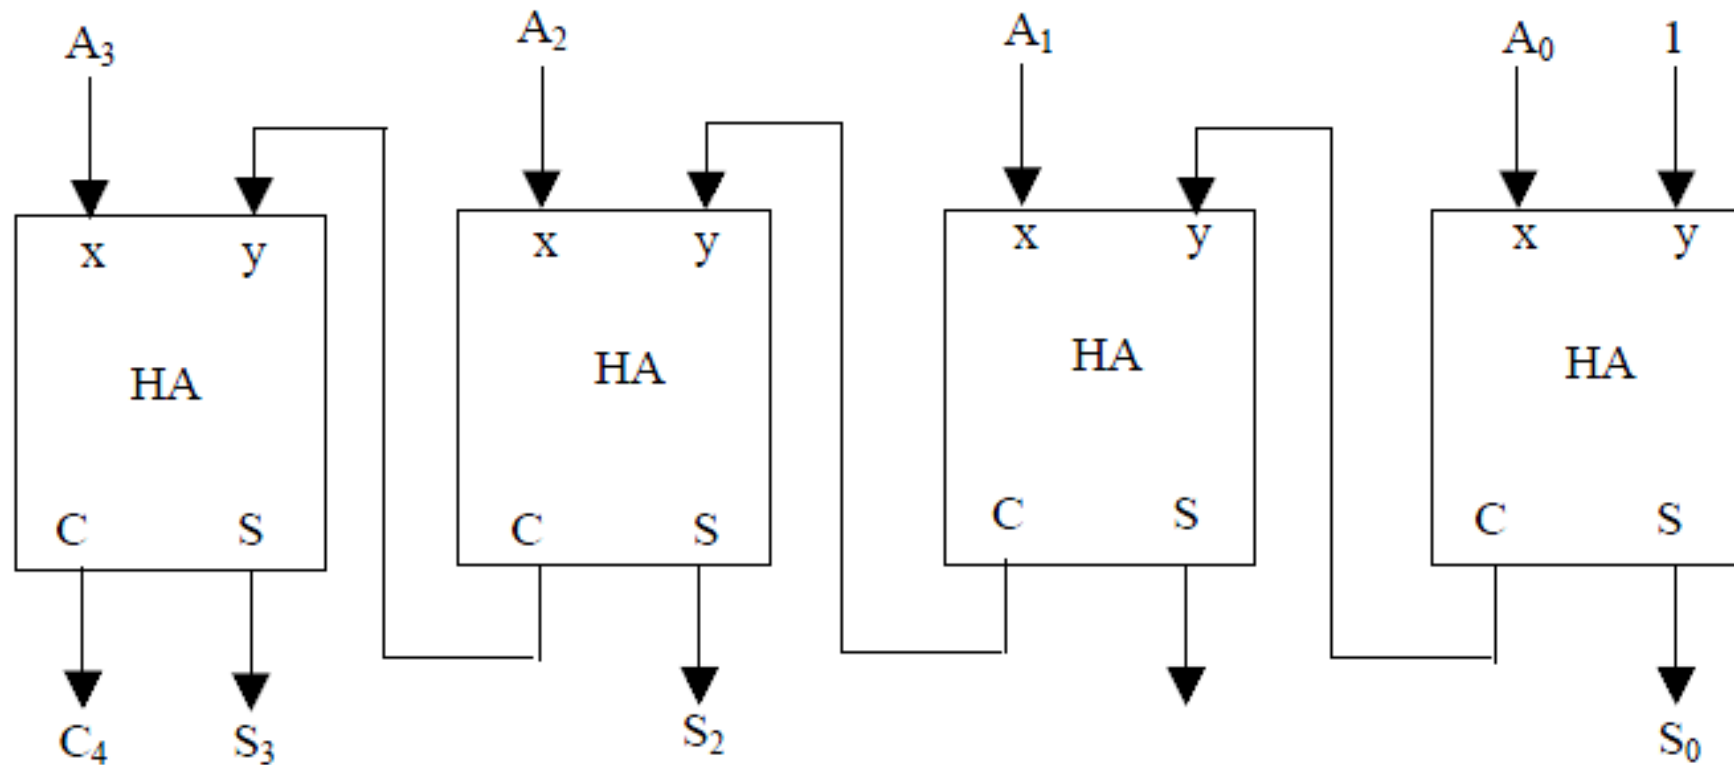 A₃ A₂ A₁ A₀ 1
x y x y x y x y
HA HA HA HA
C S C S C S C S
C₄ S₃ S₂ S₀